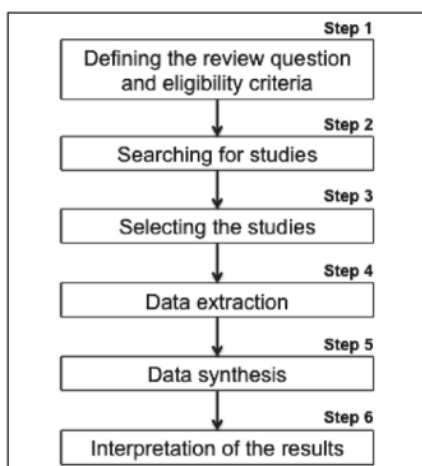 Step 1
Defining the review question
and eligibility criteria
Step 2
Searching for studies
Step 3
Selecting the studies
Step 4
Data extraction
Step 5
Data synthesis
Step 6
Interpretation of the results